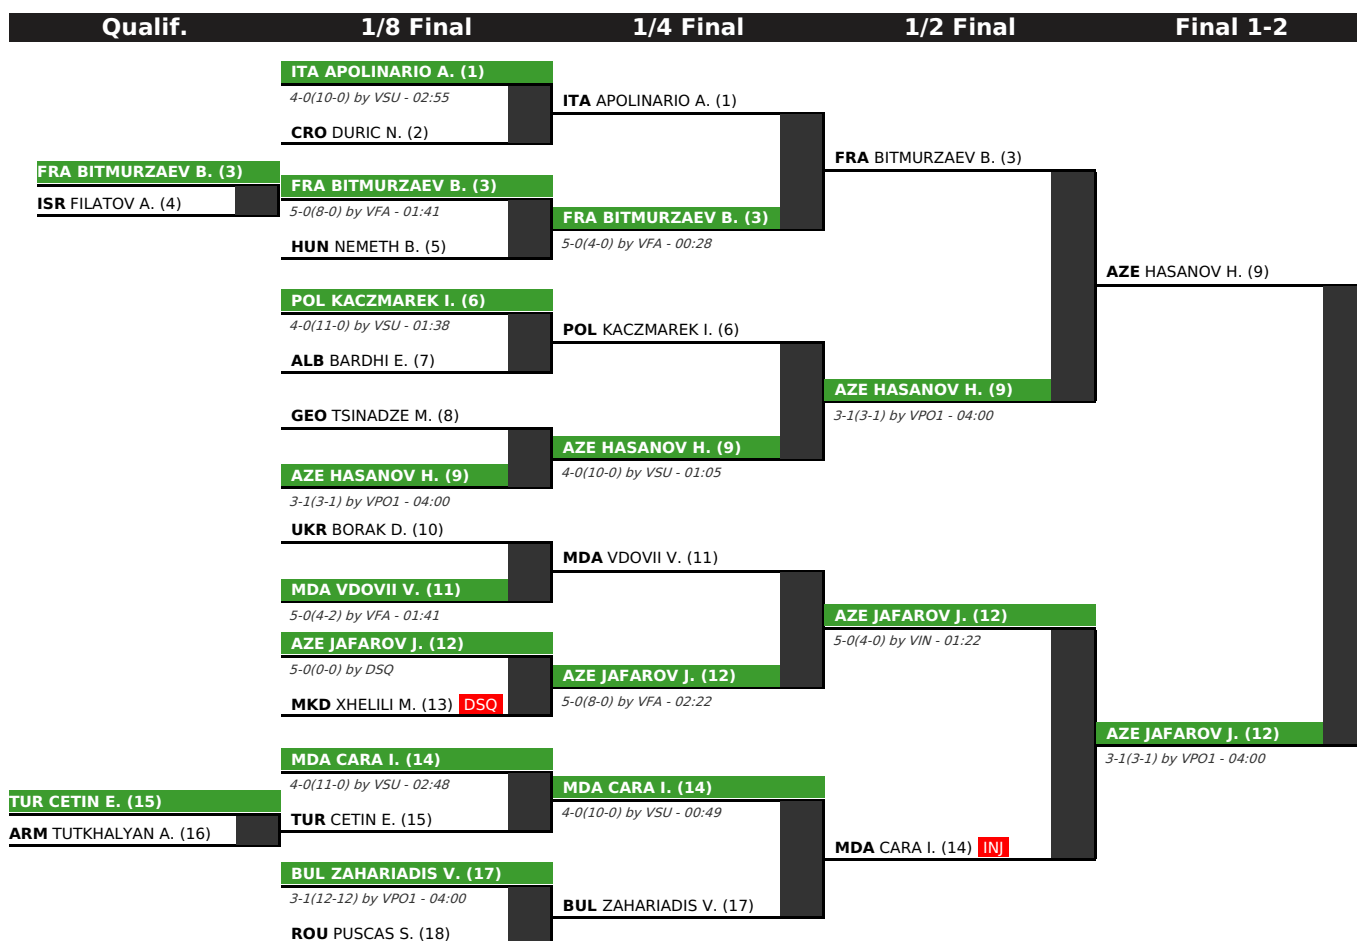 Qualif. 1/8 Final 1/4 Final 1/2 Final Final 1-2
FRA BITMURZAEV B. (3)
ISR FILATOV A. (4)
TUR CETIN E. (15)
ARM TUTKHALYAN A. (16)
ITA APOLINARIO A. (1)
4-0(10-0) by VSU - 02:55
CRO DURIC N. (2)
FRA BITMURZAEV B. (3)
5-0(8-0) by VFA - 01:41
HUN NEMETH B. (5)
POL KACZMAREK I. (6)
4-0(11-0) by VSU - 01:38
ALB BARDHI E. (7)
GEO TSINADZE M. (8)
AZE HASANOV H. (9)
3-1(3-1) by VPO1 - 04:00
UKR BORAK D. (10)
MDA VDOVII V. (11)
5-0(4-2) by VFA - 01:41
AZE JAFAROV J. (12)
5-0(0-0) by DSQ
MKD XHELILI M. (13) DSQ
MDA CARA I. (14)
4-0(11-0) by VSU - 02:48
TUR CETIN E. (15)
BUL ZAHARIADIS V. (17)
3-1(12-12) by VPO1 - 04:00
ROU PUSCAS S. (18)
ITA APOLINARIO A. (1)
FRA BITMURZAEV B. (3)
5-0(4-0) by VFA - 00:28
POL KACZMAREK I. (6)
AZE HASANOV H. (9)
4-0(10-0) by VSU - 01:05
MDA VDOVII V. (11)
AZE JAFAROV J. (12)
5-0(8-0) by VFA - 02:22
MDA CARA I. (14)
4-0(10-0) by VSU - 00:49
BUL ZAHARIADIS V. (17)
FRA BITMURZAEV B. (3)
AZE HASANOV H. (9)
3-1(3-1) by VPO1 - 04:00
AZE JAFAROV J. (12)
5-0(4-0) by VIN - 01:22
MDA CARA I. (14) INJ
AZE HASANOV H. (9)
AZE JAFAROV J. (12)
3-1(3-1) by VPO1 - 04:00